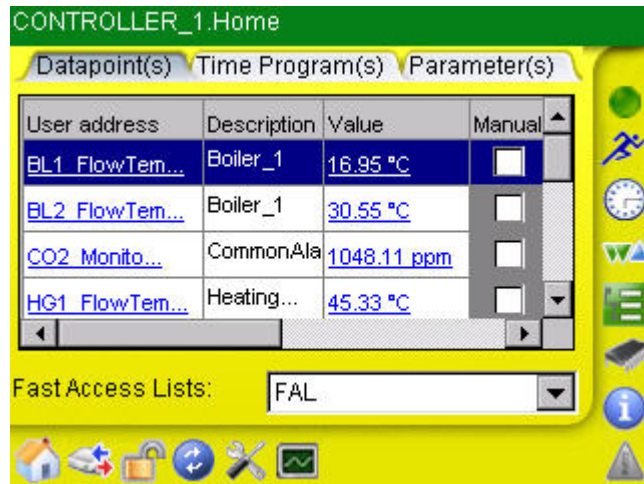 CONTROLLER_1.Home
Datapoint(s) Time Program(s) Parameter(s)
User address Description Value Manual
BL1_FlowTem... Boiler_1 16.95 °C
BL2_FlowTem... Boiler_1 30.55 °C
CO2_Monito... CommonAla 1048.11 ppm
HG1_FlowTem... Heating... 45.33 °C
Fast Access Lists: FAL